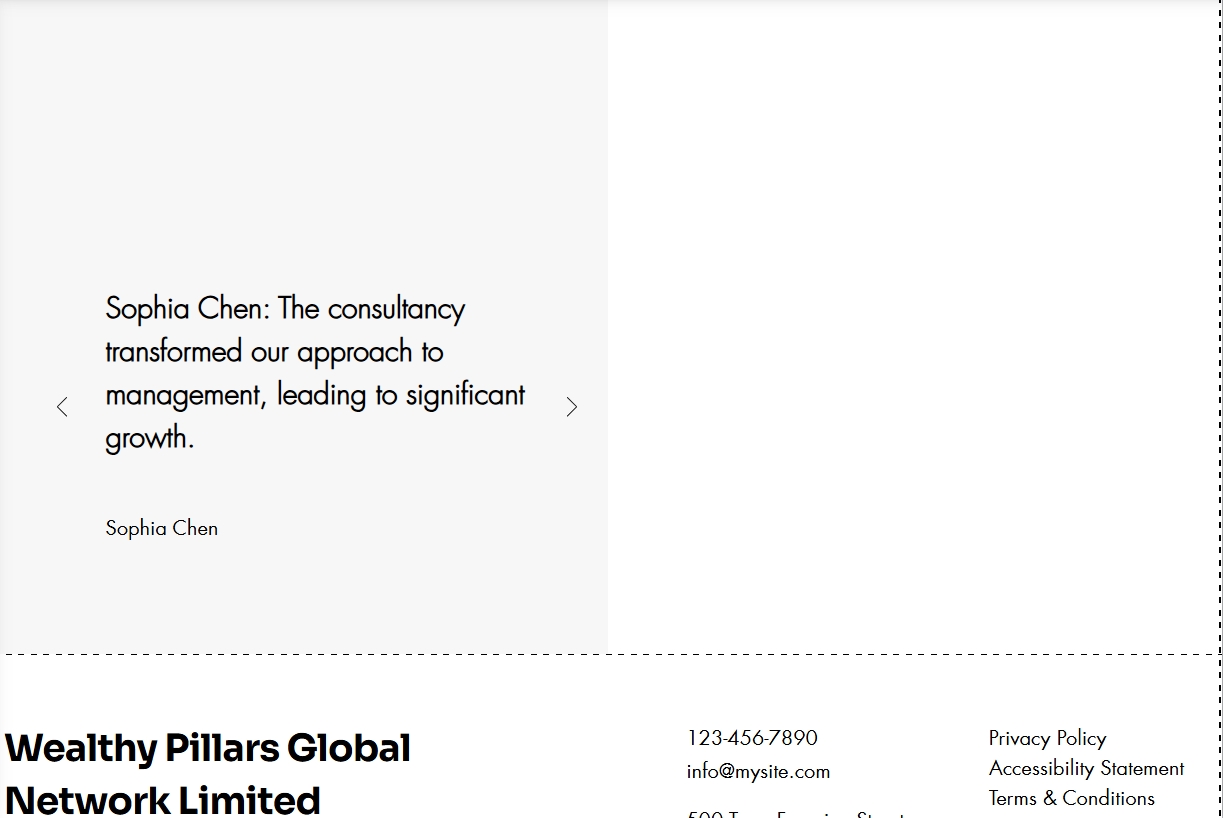 Sophia Chen: The consultancy
transformed our approach to
management, leading to significant
growth.
Sophia Chen
Wealthy Pillars Global
Network Limited
123-456-7890
info@mysite.com
Privacy Policy
Accessibility Statement
Terms & Conditions